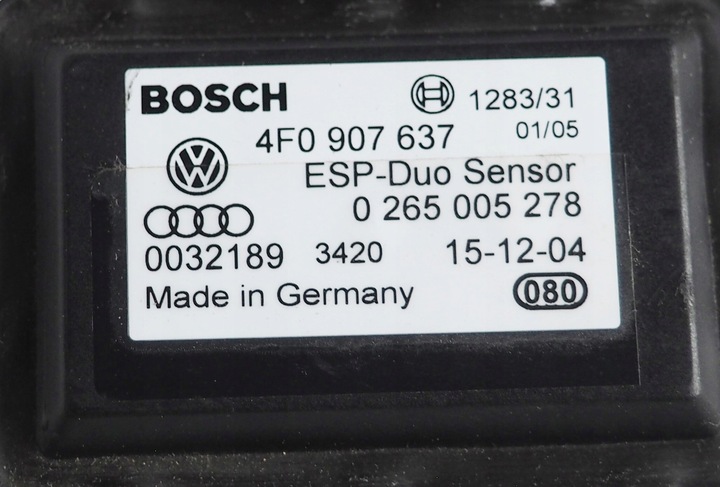 BOSCH 1283/31
01/05
4F0 907 637
ESP-Duo Sensor
0 265 005 278
0032189 3420 15-12-04
Made in Germany 080